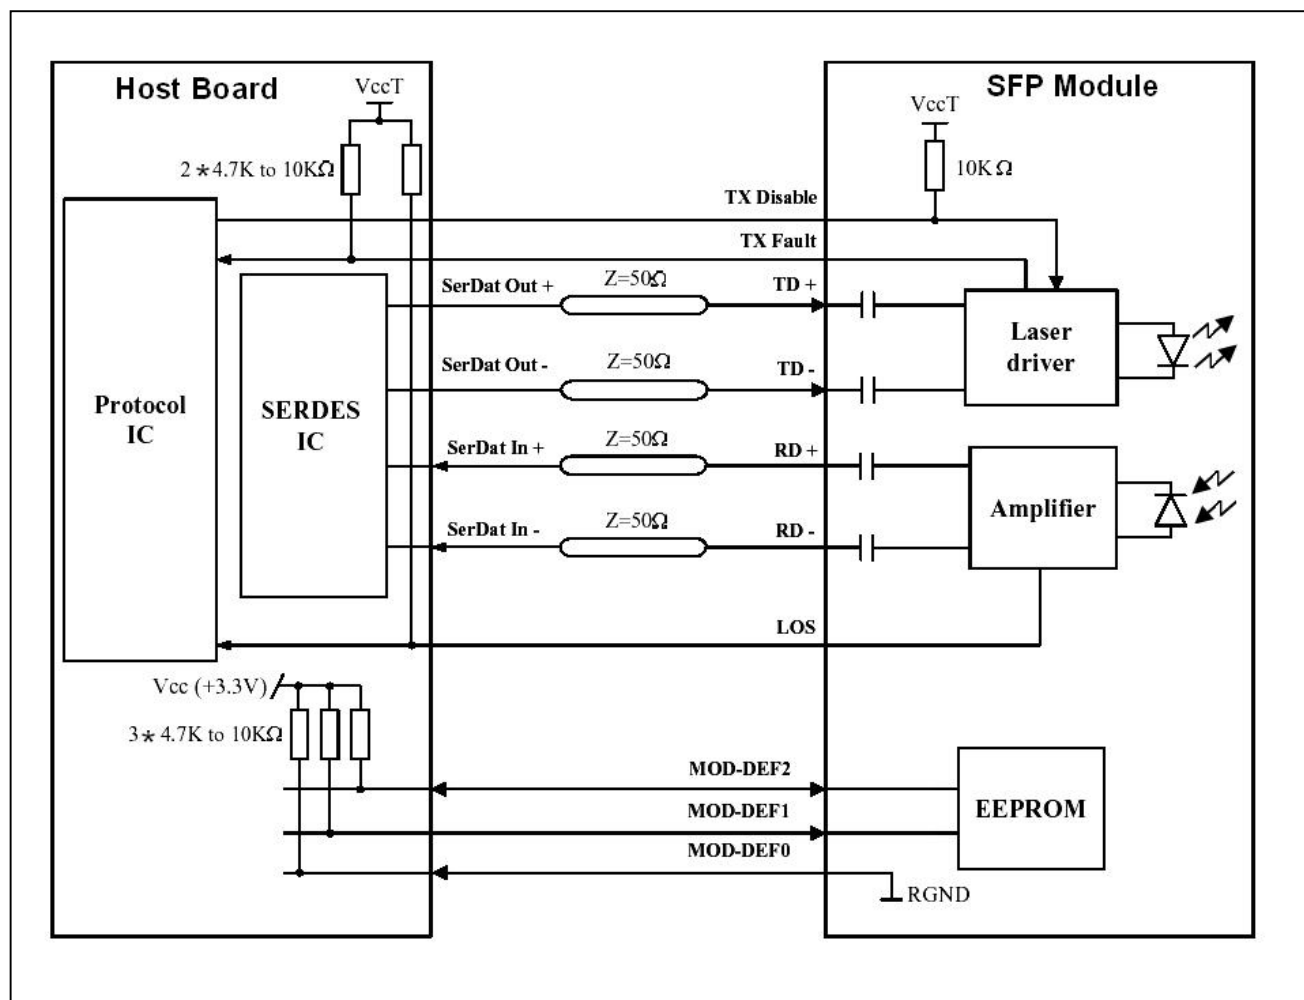 Host Board
SFP Module
VccT
VccT
2*4.7K to 10KΩ
10KΩ
TX Disable
TX Fault
SerDat Out +
Z=50Ω
TD +
SerDat Out -
Z=50Ω
TD -
Laser
driver
Protocol
IC
SERDES
IC
SerDat In +
Z=50Ω
RD +
SerDat In -
Z=50Ω
RD -
Amplifier
LOS
Vcc (+3.3V)
3*4.7K to 10KΩ
MOD-DEF2
MOD-DEF1
MOD-DEF0
EEPROM
RGND